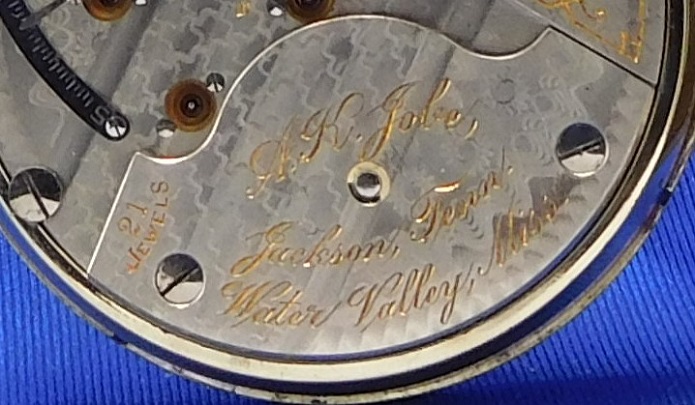 A. K. Jobe,
Jackson, Tenn.
Water Valley, Miss.
21
JEWELS
S